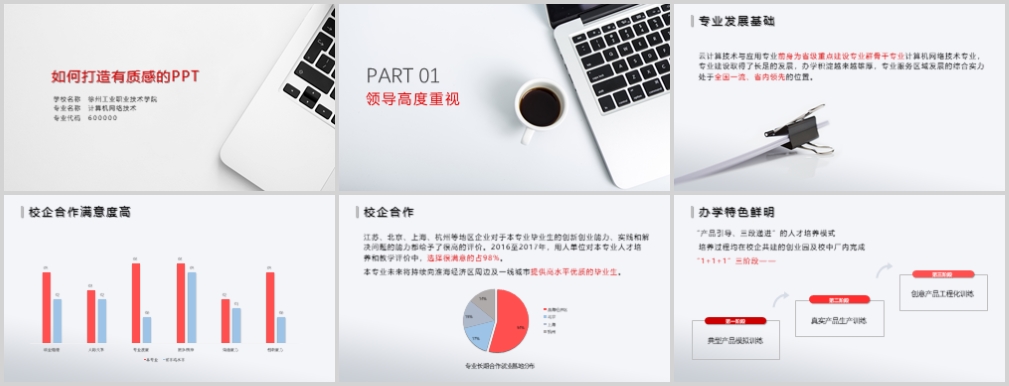 如何打造有质感的PPT
学校名称 徐州工业职业技术学院
专业名称 计算机网络技术
专业代码 600000
PART 01
领导高度重视
专业发展基础
云计算技术与应用专业前身为省级重点建设专业群骨干专业计算机网络技术专业,
专业建设取得了长足的发展, 办学积淀越来越雄厚, 专业服务区域发展的综合实力
处于全国一流、省内领先的位置。
校企合作满意度高
校企合作
江苏、北京、上海、杭州等地区企业对于本专业毕业生的创新创业能力、实践和解
决问题的能力都给予了很高的评价。2016至2017年, 用人单位对本专业人才培
养和教学评价中, 选择很满意的占98%。
本专业未来将持续向淮海经济区周边及一线城市提供高水平优质的毕业生。
专业长期合作就业基地分布
办学特色鲜明
“产品引导、三段递进”的人才培养模式
培养过程均在校企共建的创业园及校中厂内完成
“1+1+1”三阶段——
第一阶段
典型产品模拟训练
第二阶段
真实产品生产训练
第三阶段
创意产品工程化训练